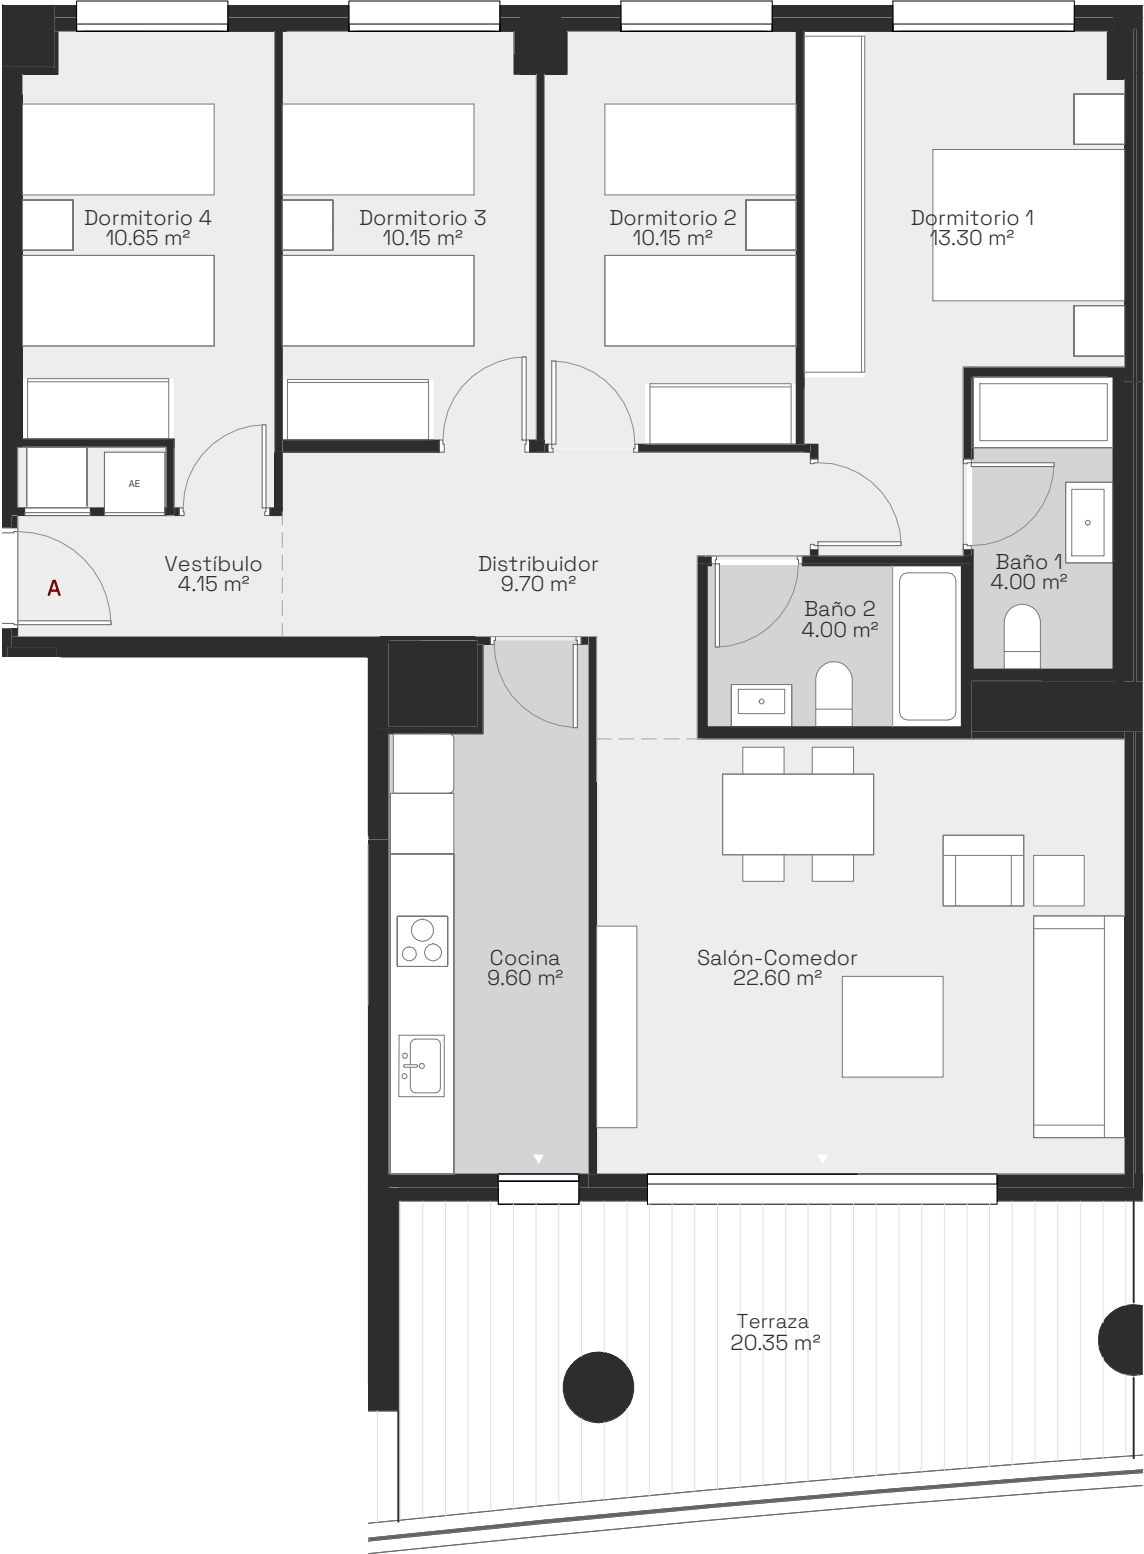 Dormitorio 4
10.65 m²
Dormitorio 3
10.15 m²
Dormitorio 2
10.15 m²
Dormitorio 1
13.30 m²
AE
A
Vestíbulo
4.15 m²
Distribuidor
9.70 m²
Baño 1
4.00 m²
Baño 2
4.00 m²
Cocina
9.60 m²
Salón-Comedor
22.60 m²
Terraza
20.35 m²